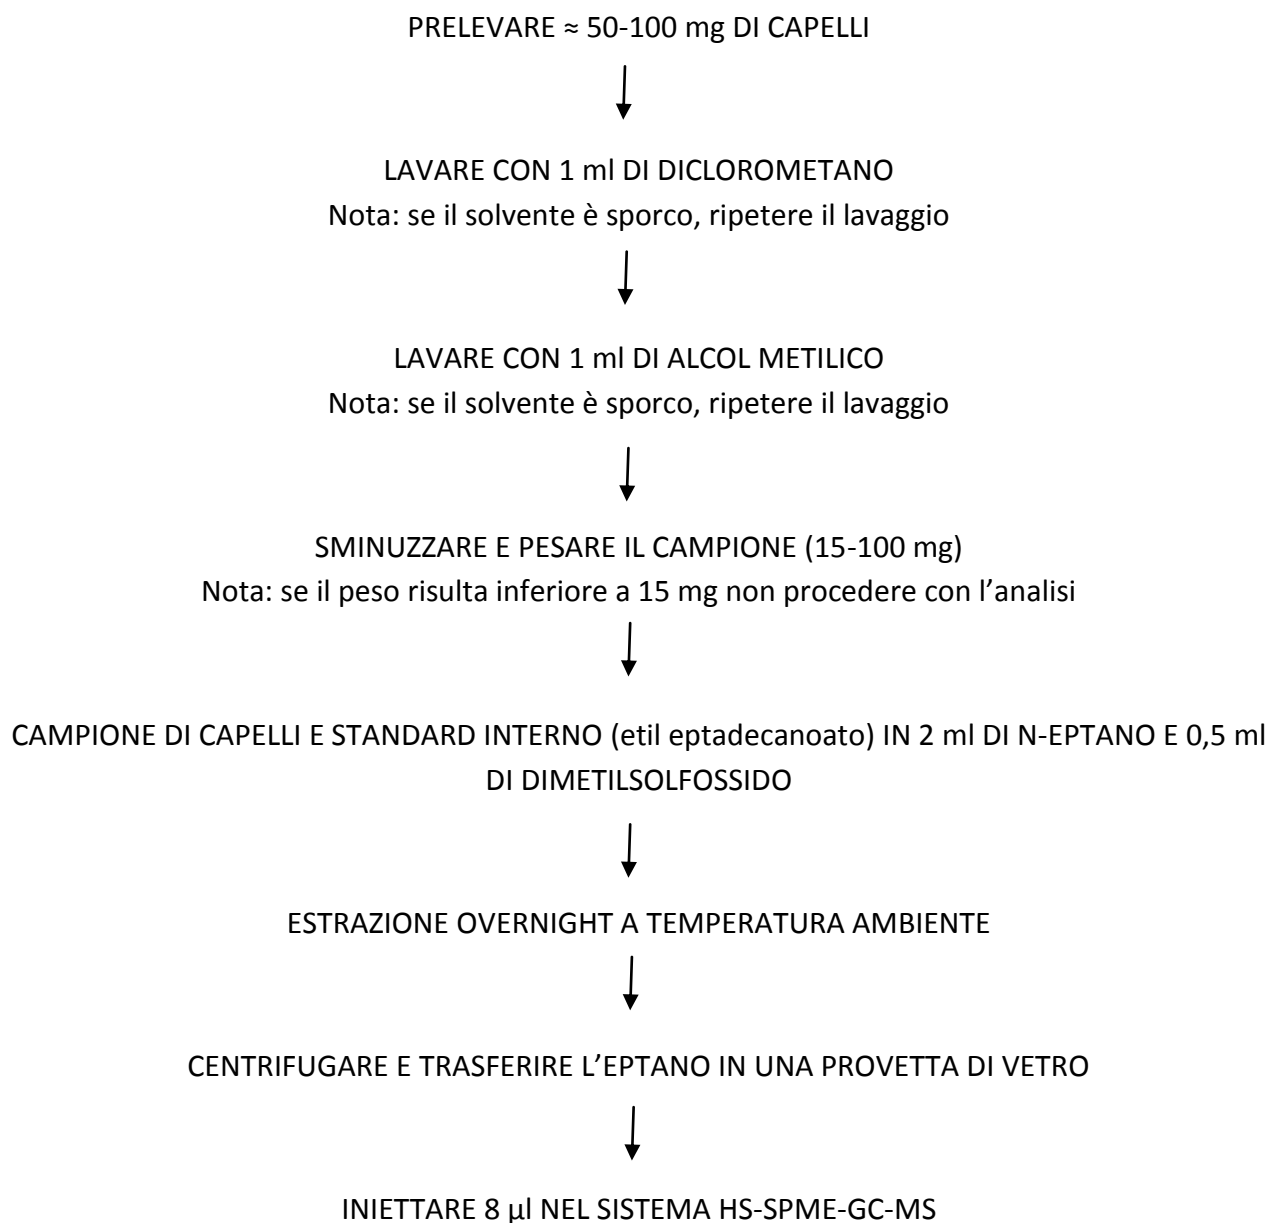 PRELEVARE ≈ 50-100 mg DI CAPELLI
LAVARE CON 1 ml DI DICLOROMETANO
Nota: se il solvente è sporco, ripetere il lavaggio
LAVARE CON 1 ml DI ALCOL METILICO
Nota: se il solvente è sporco, ripetere il lavaggio
SMINUZZARE E PESARE IL CAMPIONE (15-100 mg)
Nota: se il peso risulta inferiore a 15 mg non procedere con l’analisi
CAMPIONE DI CAPELLI E STANDARD INTERNO (etil eptadecanoato) IN 2 ml DI N-EPTANO E 0,5 ml
DI DIMETILSOLFOSSIDO
ESTRAZIONE OVERNIGHT A TEMPERATURA AMBIENTE
CENTRIFUGARE E TRASFERIRE L’EPTANO IN UNA PROVETTA DI VETRO
INIETTARE 8 µl NEL SISTEMA HS-SPME-GC-MS